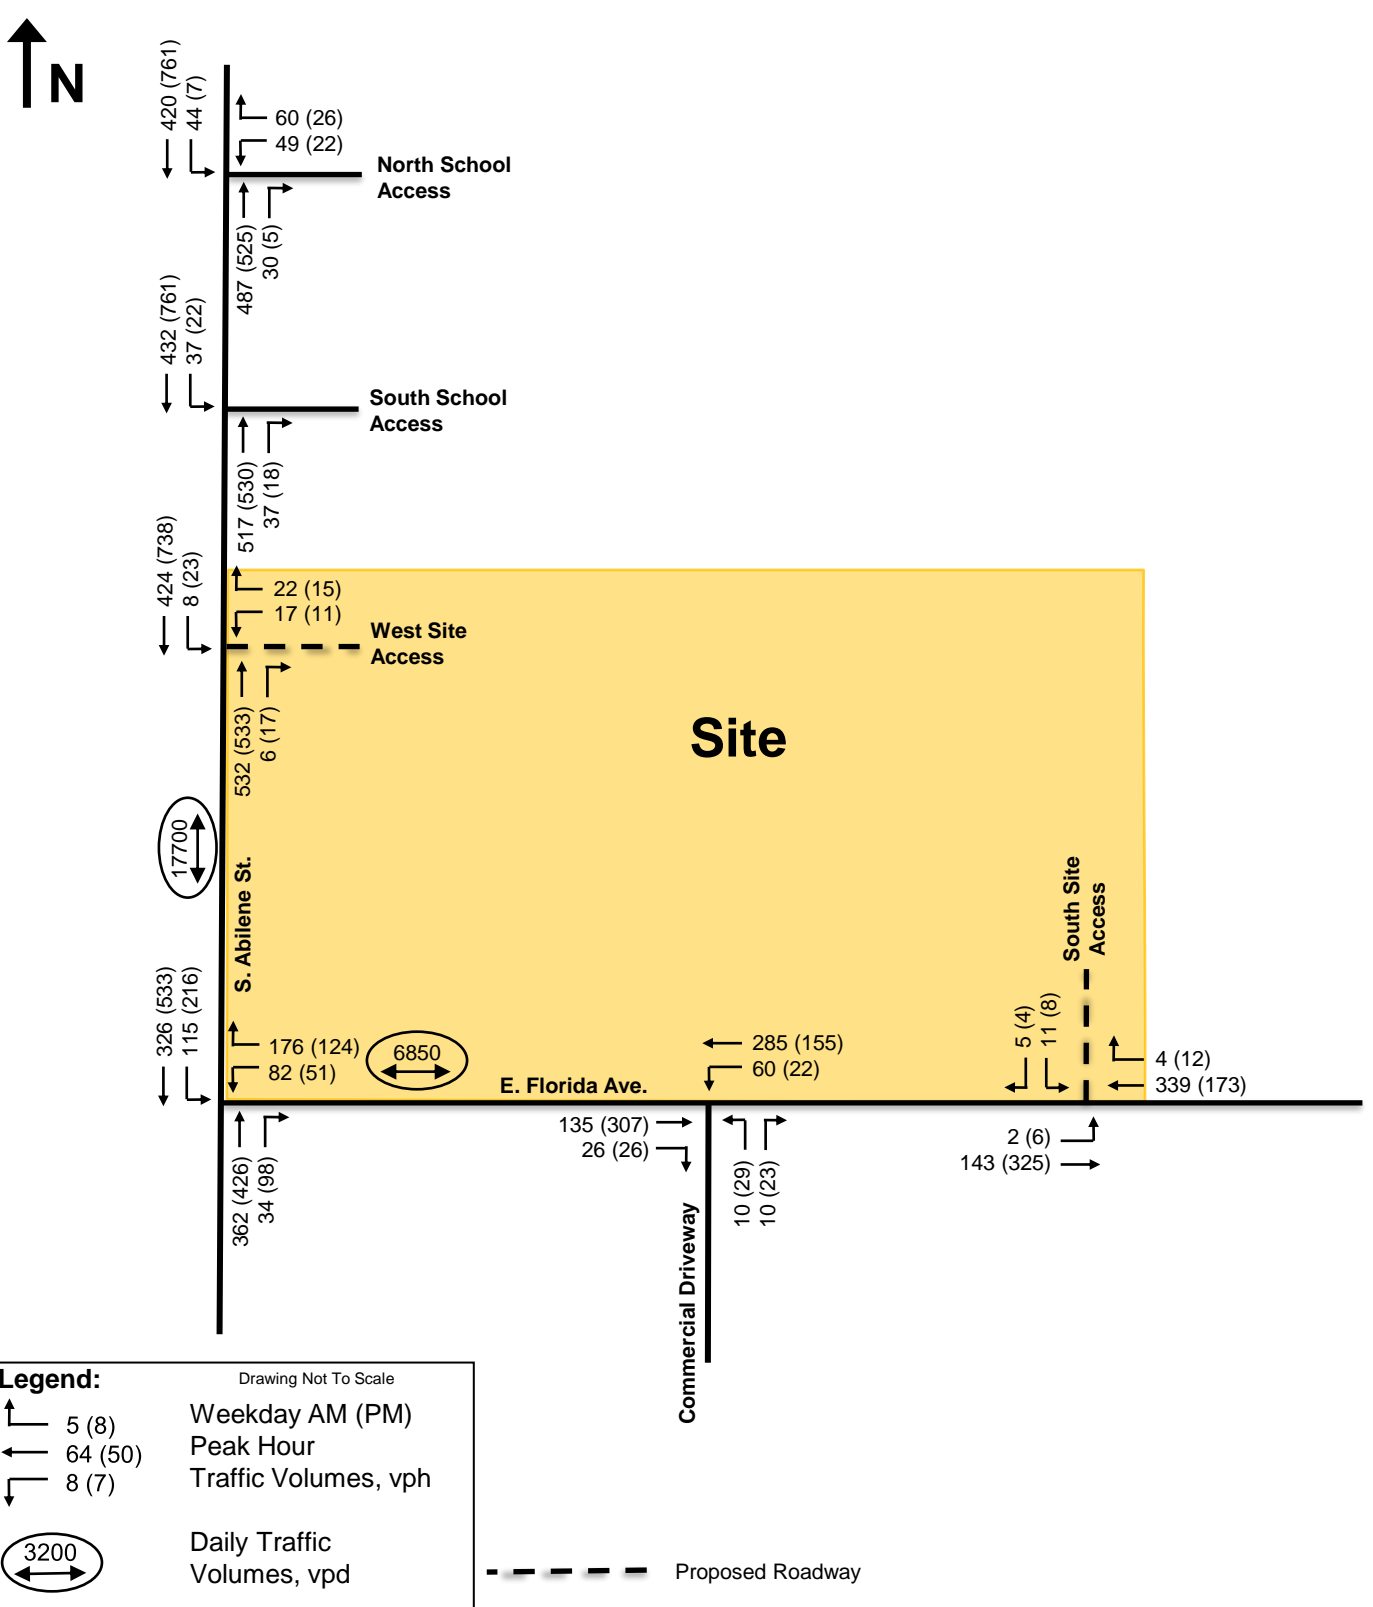 N
420 (761)
44 (7)
60 (26)
49 (22)
North School
Access
487 (525)
30 (5)
432 (761)
37 (22)
South School
Access
517 (530)
37 (18)
424 (738)
8 (23)
22 (15)
17 (11)
West Site
Access
532 (533)
6 (17)
Site
17700
S. Abilene St.
South Site
Access
326 (533)
115 (216)
176 (124)
82 (51)
6850
E. Florida Ave.
285 (155)
60 (22)
5 (4)
11 (8)
4 (12)
339 (173)
362 (426)
34 (98)
135 (307)
26 (26)
10 (29)
10 (23)
2 (6)
143 (325)
Commercial Driveway
Legend:
Drawing Not To Scale
5 (8)
64 (50)
8 (7)
Weekday AM (PM)
Peak Hour
Traffic Volumes, vph
3200
Daily Traffic
Volumes, vpd
Proposed Roadway